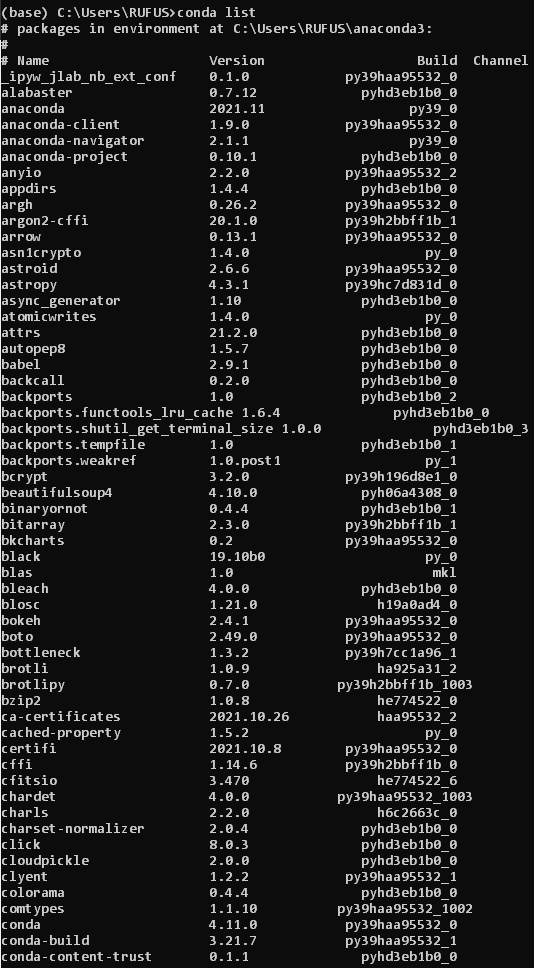 (base) C:\Users\RUFUS>conda list
# packages in environment at C:\Users\RUFUS\anaconda3:
#
# Name                    Version                   Build  Channel
_ipyw_jlab_nb_ext_conf    0.1.0            py39haa95532_0
alabaster                 0.7.12             pyhd3eb1b0_0
anaconda                  2021.11                  py39_0
anaconda-client           1.9.0            py39haa95532_0
anaconda-navigator        2.1.1                    py39_0
anaconda-project          0.10.1             pyhd3eb1b0_0
anyio                     2.2.0            py39haa95532_2
appdirs                   1.4.4              pyhd3eb1b0_0
argh                      0.26.2           py39haa95532_0
argon2-cffi               20.1.0           py39h2bbff1b_1
arrow                     0.13.1           py39haa95532_0
asn1crypto                1.4.0                      py_0
astroid                   2.6.6            py39haa95532_0
astropy                   4.3.1            py39hc7d831d_0
async_generator           1.10               pyhd3eb1b0_0
atomicwrites              1.4.0                      py_0
attrs                     21.2.0             pyhd3eb1b0_0
autopep8                  1.5.7              pyhd3eb1b0_0
babel                     2.9.1              pyhd3eb1b0_0
backcall                  0.2.0              pyhd3eb1b0_0
backports                 1.0                pyhd3eb1b0_2
backports.functools_lru_cache 1.6.4              pyhd3eb1b0_0
backports.shutil_get_terminal_size 1.0.0              pyhd3eb1b0_3
backports.tempfile        1.0                pyhd3eb1b0_1
backports.weakref         1.0.post1                  py_1
bcrypt                    3.2.0            py39h196d8e1_0
beautifulsoup4            4.10.0             pyh06a4308_0
binaryornot               0.4.4              pyhd3eb1b0_1
bitarray                  2.3.0            py39h2bbff1b_1
bkcharts                  0.2              py39haa95532_0
black                     19.10b0                    py_0
blas                      1.0                         mkl
bleach                    4.0.0              pyhd3eb1b0_0
blosc                     1.21.0               h19a0ad4_0
bokeh                     2.4.1            py39haa95532_0
boto                      2.49.0           py39haa95532_0
bottleneck                1.3.2            py39h7cc1a96_1
brotli                    1.0.9                ha925a31_2
brotlipy                  0.7.0           py39h2bbff1b_1003
bzip2                     1.0.8                he774522_0
ca-certificates           2021.10.26           haa95532_2
cached-property           1.5.2                      py_0
certifi                   2021.10.8        py39haa95532_0
cffi                      1.14.6           py39h2bbff1b_0
cfitsio                   3.470                he774522_6
chardet                   4.0.0           py39haa95532_1003
charls                    2.2.0                h6c2663c_0
charset-normalizer        2.0.4              pyhd3eb1b0_0
click                     8.0.3              pyhd3eb1b0_0
cloudpickle               2.0.0              pyhd3eb1b0_0
clyent                    1.2.2            py39haa95532_1
colorama                  0.4.4              pyhd3eb1b0_0
comtypes                  1.1.10          py39haa95532_1002
conda                     4.11.0           py39haa95532_0
conda-build               3.21.7           py39haa95532_1
conda-content-trust       0.1.1              pyhd3eb1b0_0